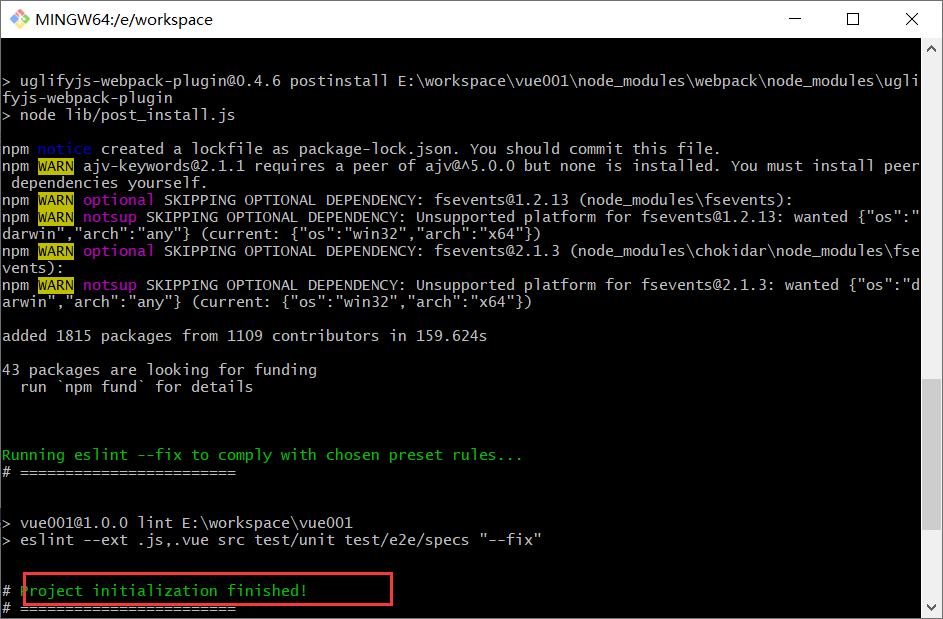 MINGW64:/e/workspace
> uglifyjs-webpack-plugin@0.4.6 postinstall E:\workspace\vue001\node_modules\webpack\node_modules\ugli
fyjs-webpack-plugin
> node lib/post_install.js
npm notice created a lockfile as package-lock.json. You should commit this file.
npm WARN ajv-keywords@2.1.1 requires a peer of ajv@^5.0.0 but none is installed. You must install peer
dependencies yourself.
npm WARN optional SKIPPING OPTIONAL DEPENDENCY: fsevents@1.2.13 (node_modules\fsevents):
npm WARN notsup SKIPPING OPTIONAL DEPENDENCY: Unsupported platform for fsevents@1.2.13: wanted {"os":"
darwin","arch":"any"} (current: {"os":"win32","arch":"x64"})
npm WARN optional SKIPPING OPTIONAL DEPENDENCY: fsevents@2.1.3 (node_modules\chokidar\node_modules\fse
vents):
npm WARN notsup SKIPPING OPTIONAL DEPENDENCY: Unsupported platform for fsevents@2.1.3: wanted {"os":"d
arwin","arch":"any"} (current: {"os":"win32","arch":"x64"})
added 1815 packages from 1109 contributors in 159.624s
43 packages are looking for funding
run `npm fund` for details
Running eslint --fix to comply with chosen preset rules...
# ========================
> vue001@1.0.0 lint E:\workspace\vue001
> eslint --ext .js,.vue src test/unit test/e2e/specs "--fix"
# Project initialization finished!
# ========================